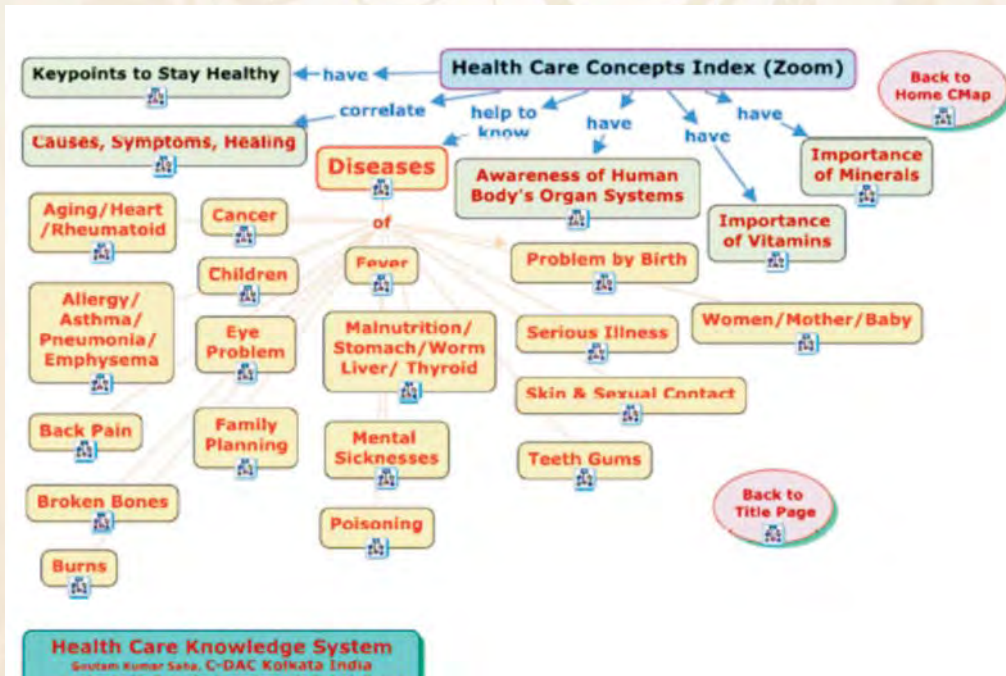 Health Care Concepts Index (Zoom)
have
Keypoints to Stay Healthy
correlate
Causes, Symptoms, Healing
help to
know
Diseases
have
Awareness of Human
Body's Organ Systems
have
Importance
of Vitamins
have
Importance
of Minerals
Back to
Home CMap
of
Aging/Heart
/Rheumatoid
Cancer
Children
Fever
Problem by Birth
Allergy/
Asthma/
Pneumonia/
Emphysema
Eye
Problem
Malnutrition/
Stomach/Worm
Liver/ Thyroid
Serious Illness
Women/Mother/Baby
Skin & Sexual Contact
Back Pain
Family
Planning
Mental
Sicknesses
Teeth Gums
Broken Bones
Poisoning
Burns
Back to
Title Page
Health Care Knowledge System
Goutam Kumar Saha, C-DAC Kolkata India